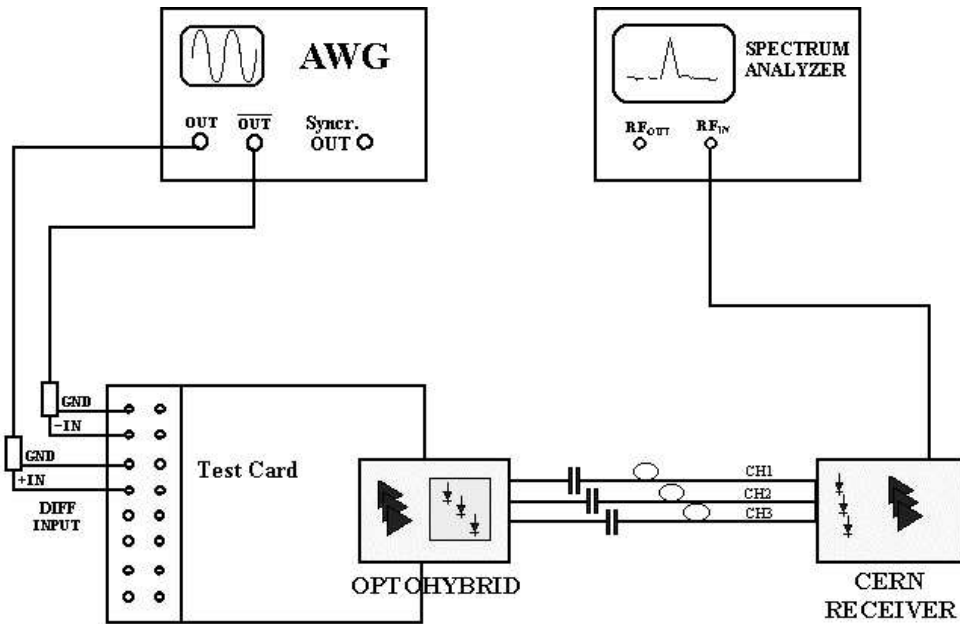 AWG
OUT
OUT
Syncr.
OUT
SPECTRUM
ANALYZER
RFOUT
RFIN
GND
-IN
GND
+IN
DIFF
INPUT
Test Card
CH1
CH2
CH3
OPTOHYBRID
CERN
RECEIVER